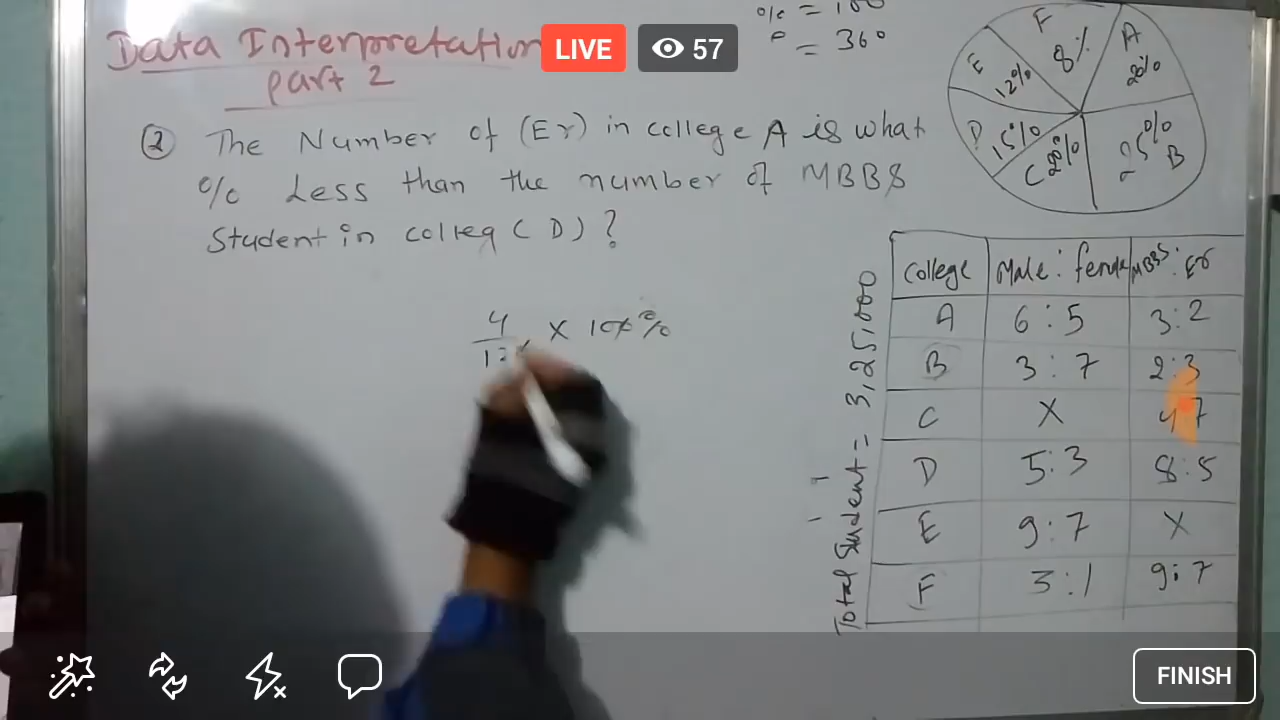 Data Interpretation
part 2
LIVE
57
% = 100
° = 360
F
8%
A
20%
E
12%
D
15%
C 20%
25%
B
② The Number of (Er) in college A is what
% Less than the number of MBBS
Student in colleg (D)?
4
x 100%
Total Student = 3,25,000
College Male : female MBBS : Er
A 6 : 5 3 : 2
B 3 : 7 2 : 3
C X 4 7
D 5 : 3 8 : 5
E 9 : 7 X
F 3 : 1 9 : 7
FINISH